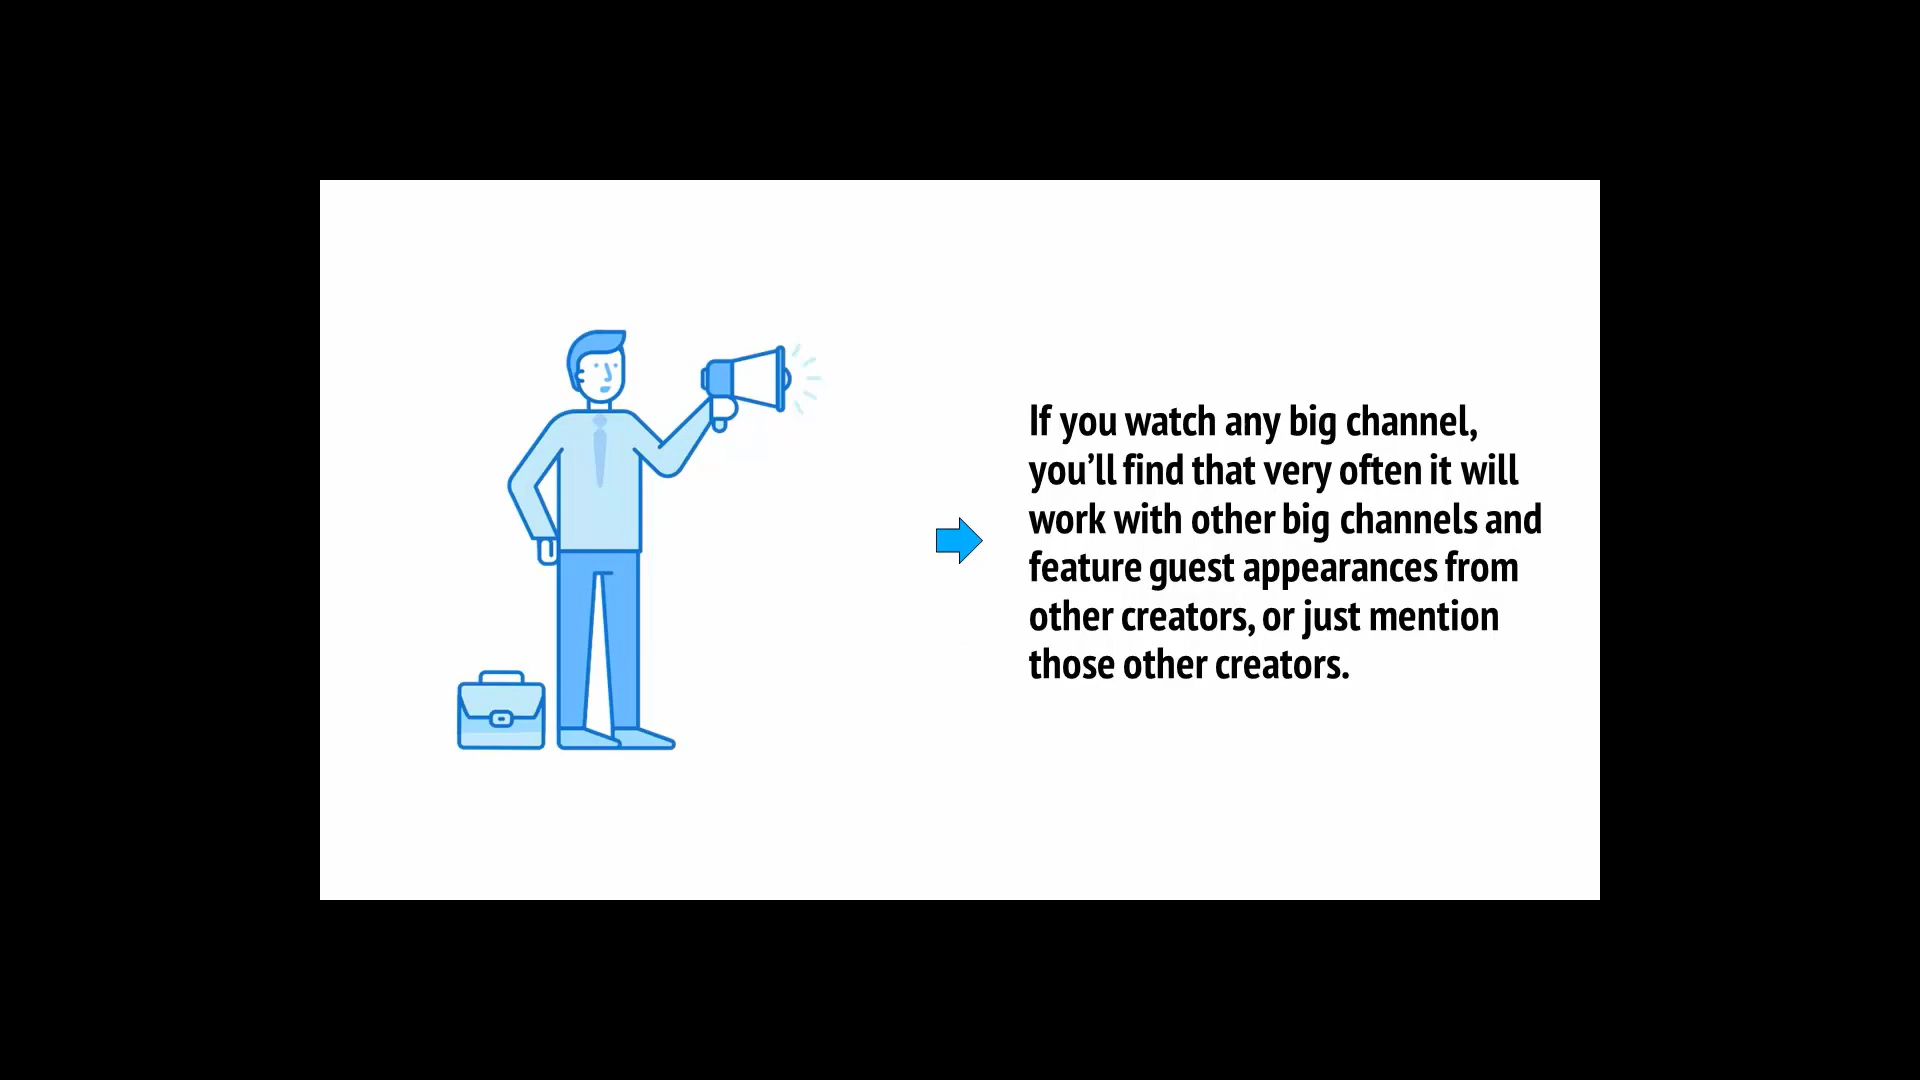 If you watch any big channel,
you’ll find that very often it will
work with other big channels and
feature guest appearances from
other creators, or just mention
those other creators.